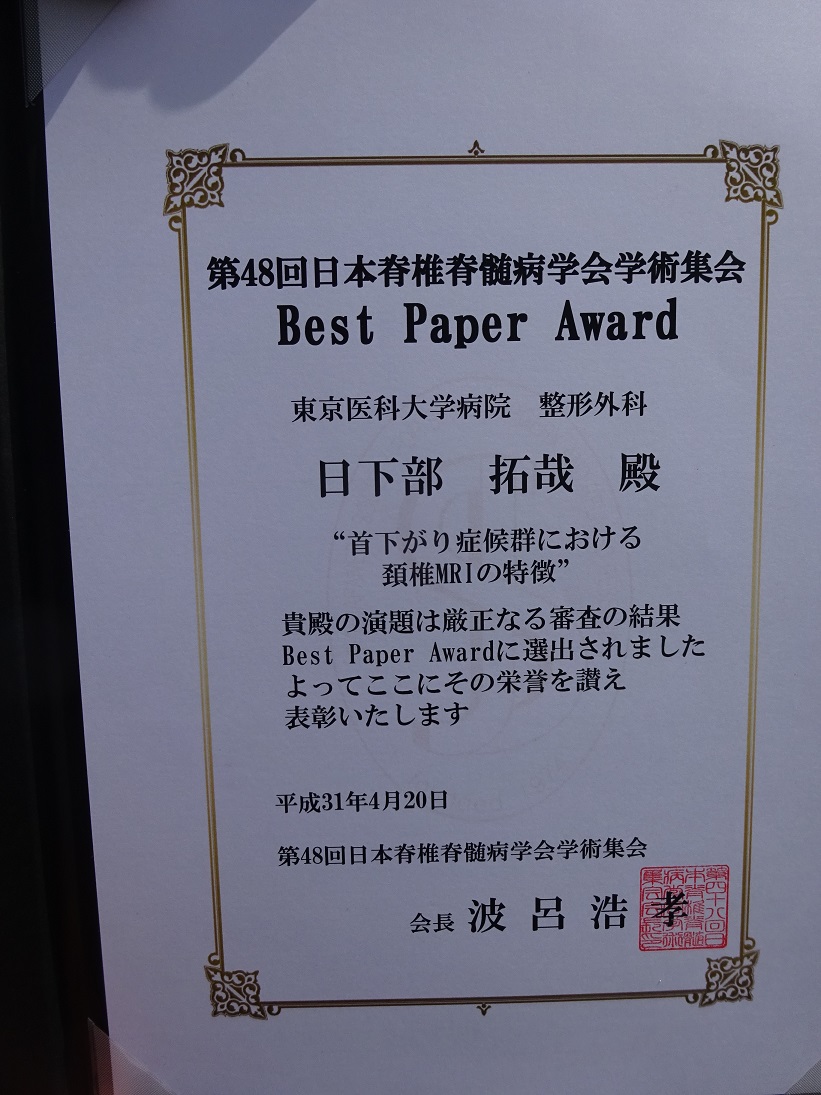 第48回日本脊椎脊髄病学会学術集会
Best Paper Award
東京医科大学病院　整形外科
日下部　拓哉　殿
“首下がり症候群における
頚椎MRIの特徴”
貴殿の演題は厳正なる審査の結果
Best Paper Awardに選出されました
よってここにその栄誉を讃え
表彰いたします
平成31年4月20日
第48回日本脊椎脊髄病学会学術集会
会長 波呂浩孝